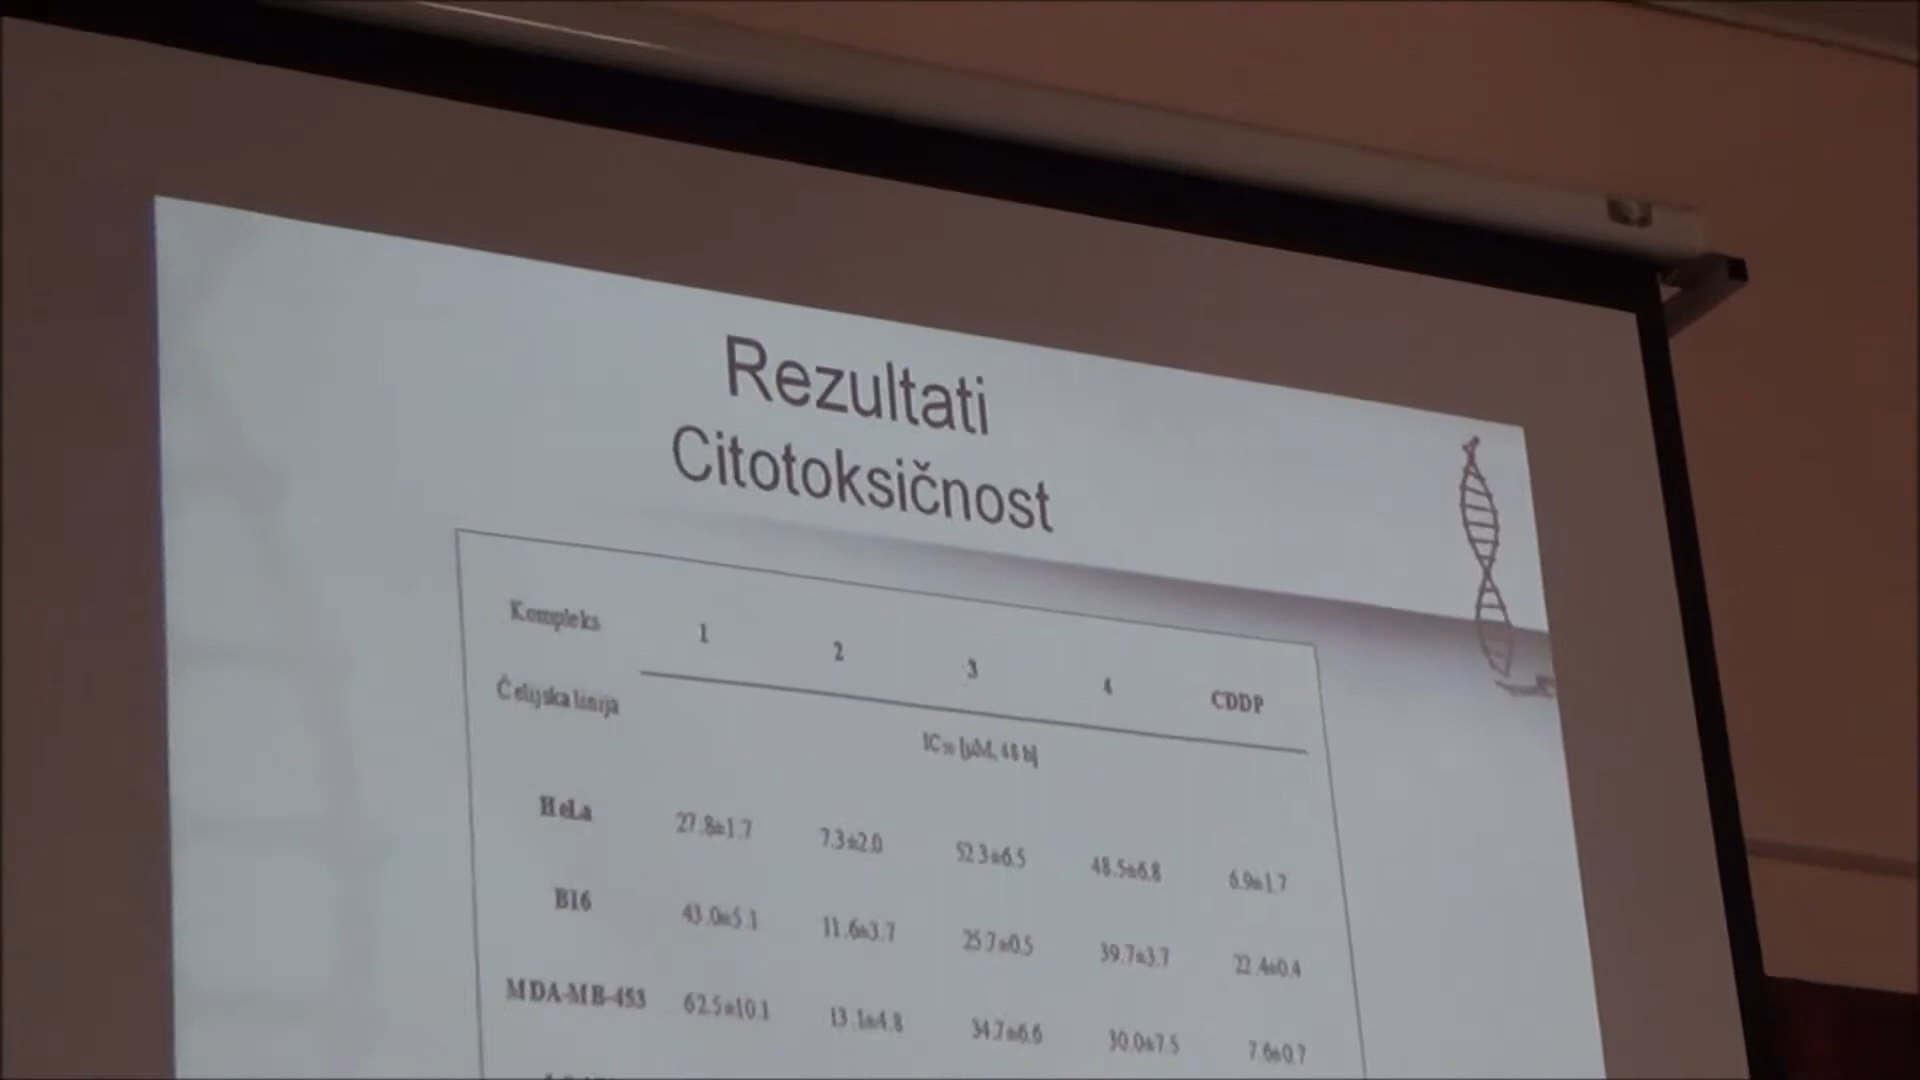 Rezultati
Citotoksičnost
Kompleks 1 2 3 4 CDDP
Ćelijska linija
IC50 [µM, 48 h]
HeLa 27.8±1.7 7.3±2.0 52.3±6.5 48.5±6.8 6.9±1.7
B16 43.0±5.1 11.6±3.7 25.7±0.5 39.7±3.7 22.4±0.4
MDA-MB-453 62.5±10.1 13.1±4.8 34.7±6.6 30.0±7.5 7.6±0.7